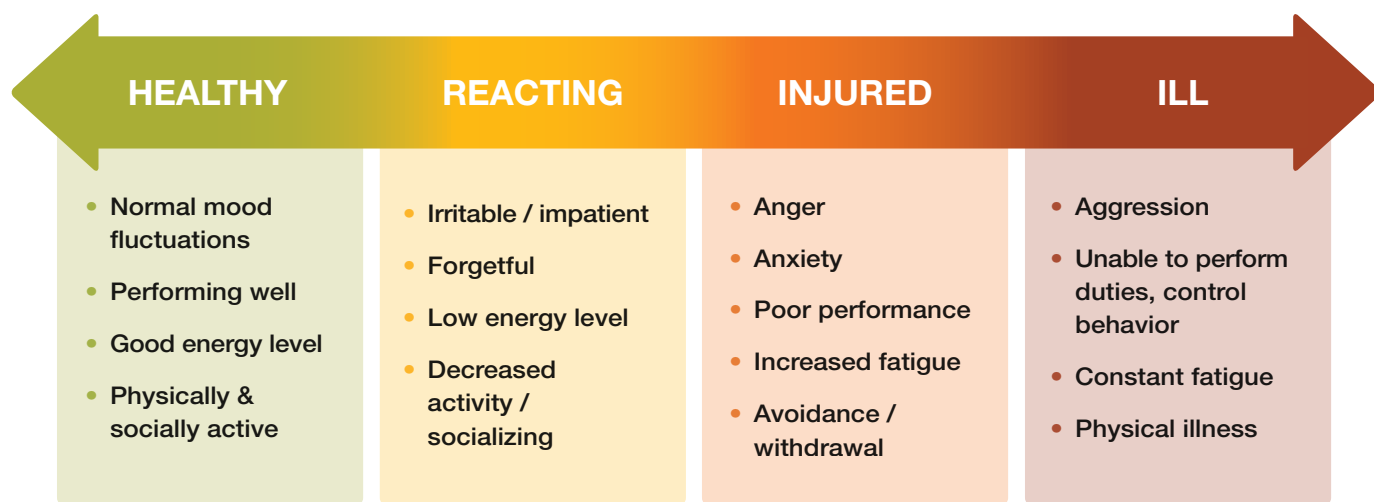 HEALTHY
REACTING
INJURED
ILL
• Normal mood
fluctuations
• Performing well
• Good energy level
• Physically &
socially active
• Irritable / impatient
• Forgetful
• Low energy level
• Decreased
activity /
socializing
• Anger
• Anxiety
• Poor performance
• Increased fatigue
• Avoidance /
withdrawal
• Aggression
• Unable to perform
duties, control
behavior
• Constant fatigue
• Physical illness